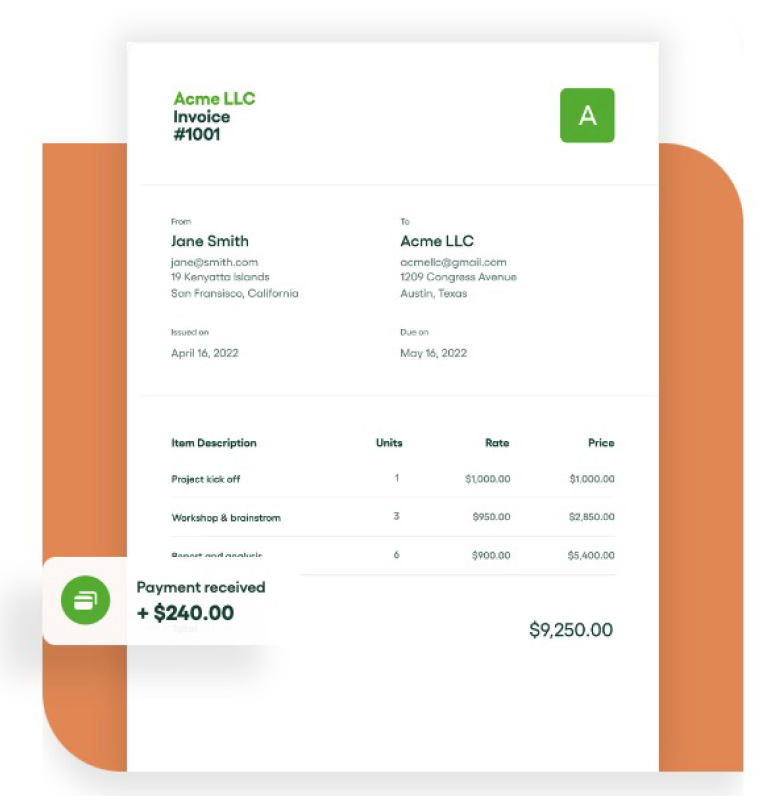 Acme LLC
Invoice
#1001
A
From
Jane Smith
jane@smith.com
19 Kenyatta Islands
San Fransisco, California
To
Acme LLC
acmellc@gmail.com
1209 Congress Avenue
Austin, Texas
Issued on
April 16, 2022
Due on
May 16, 2022
Item Description Units Rate Price
Project kick off 1 $1,000.00 $1,000.00
Workshop & brainstrom 3 $950.00 $2,850.00
Report and analysis 6 $900.00 $5,400.00
Payment received
+ $240.00
$9,250.00